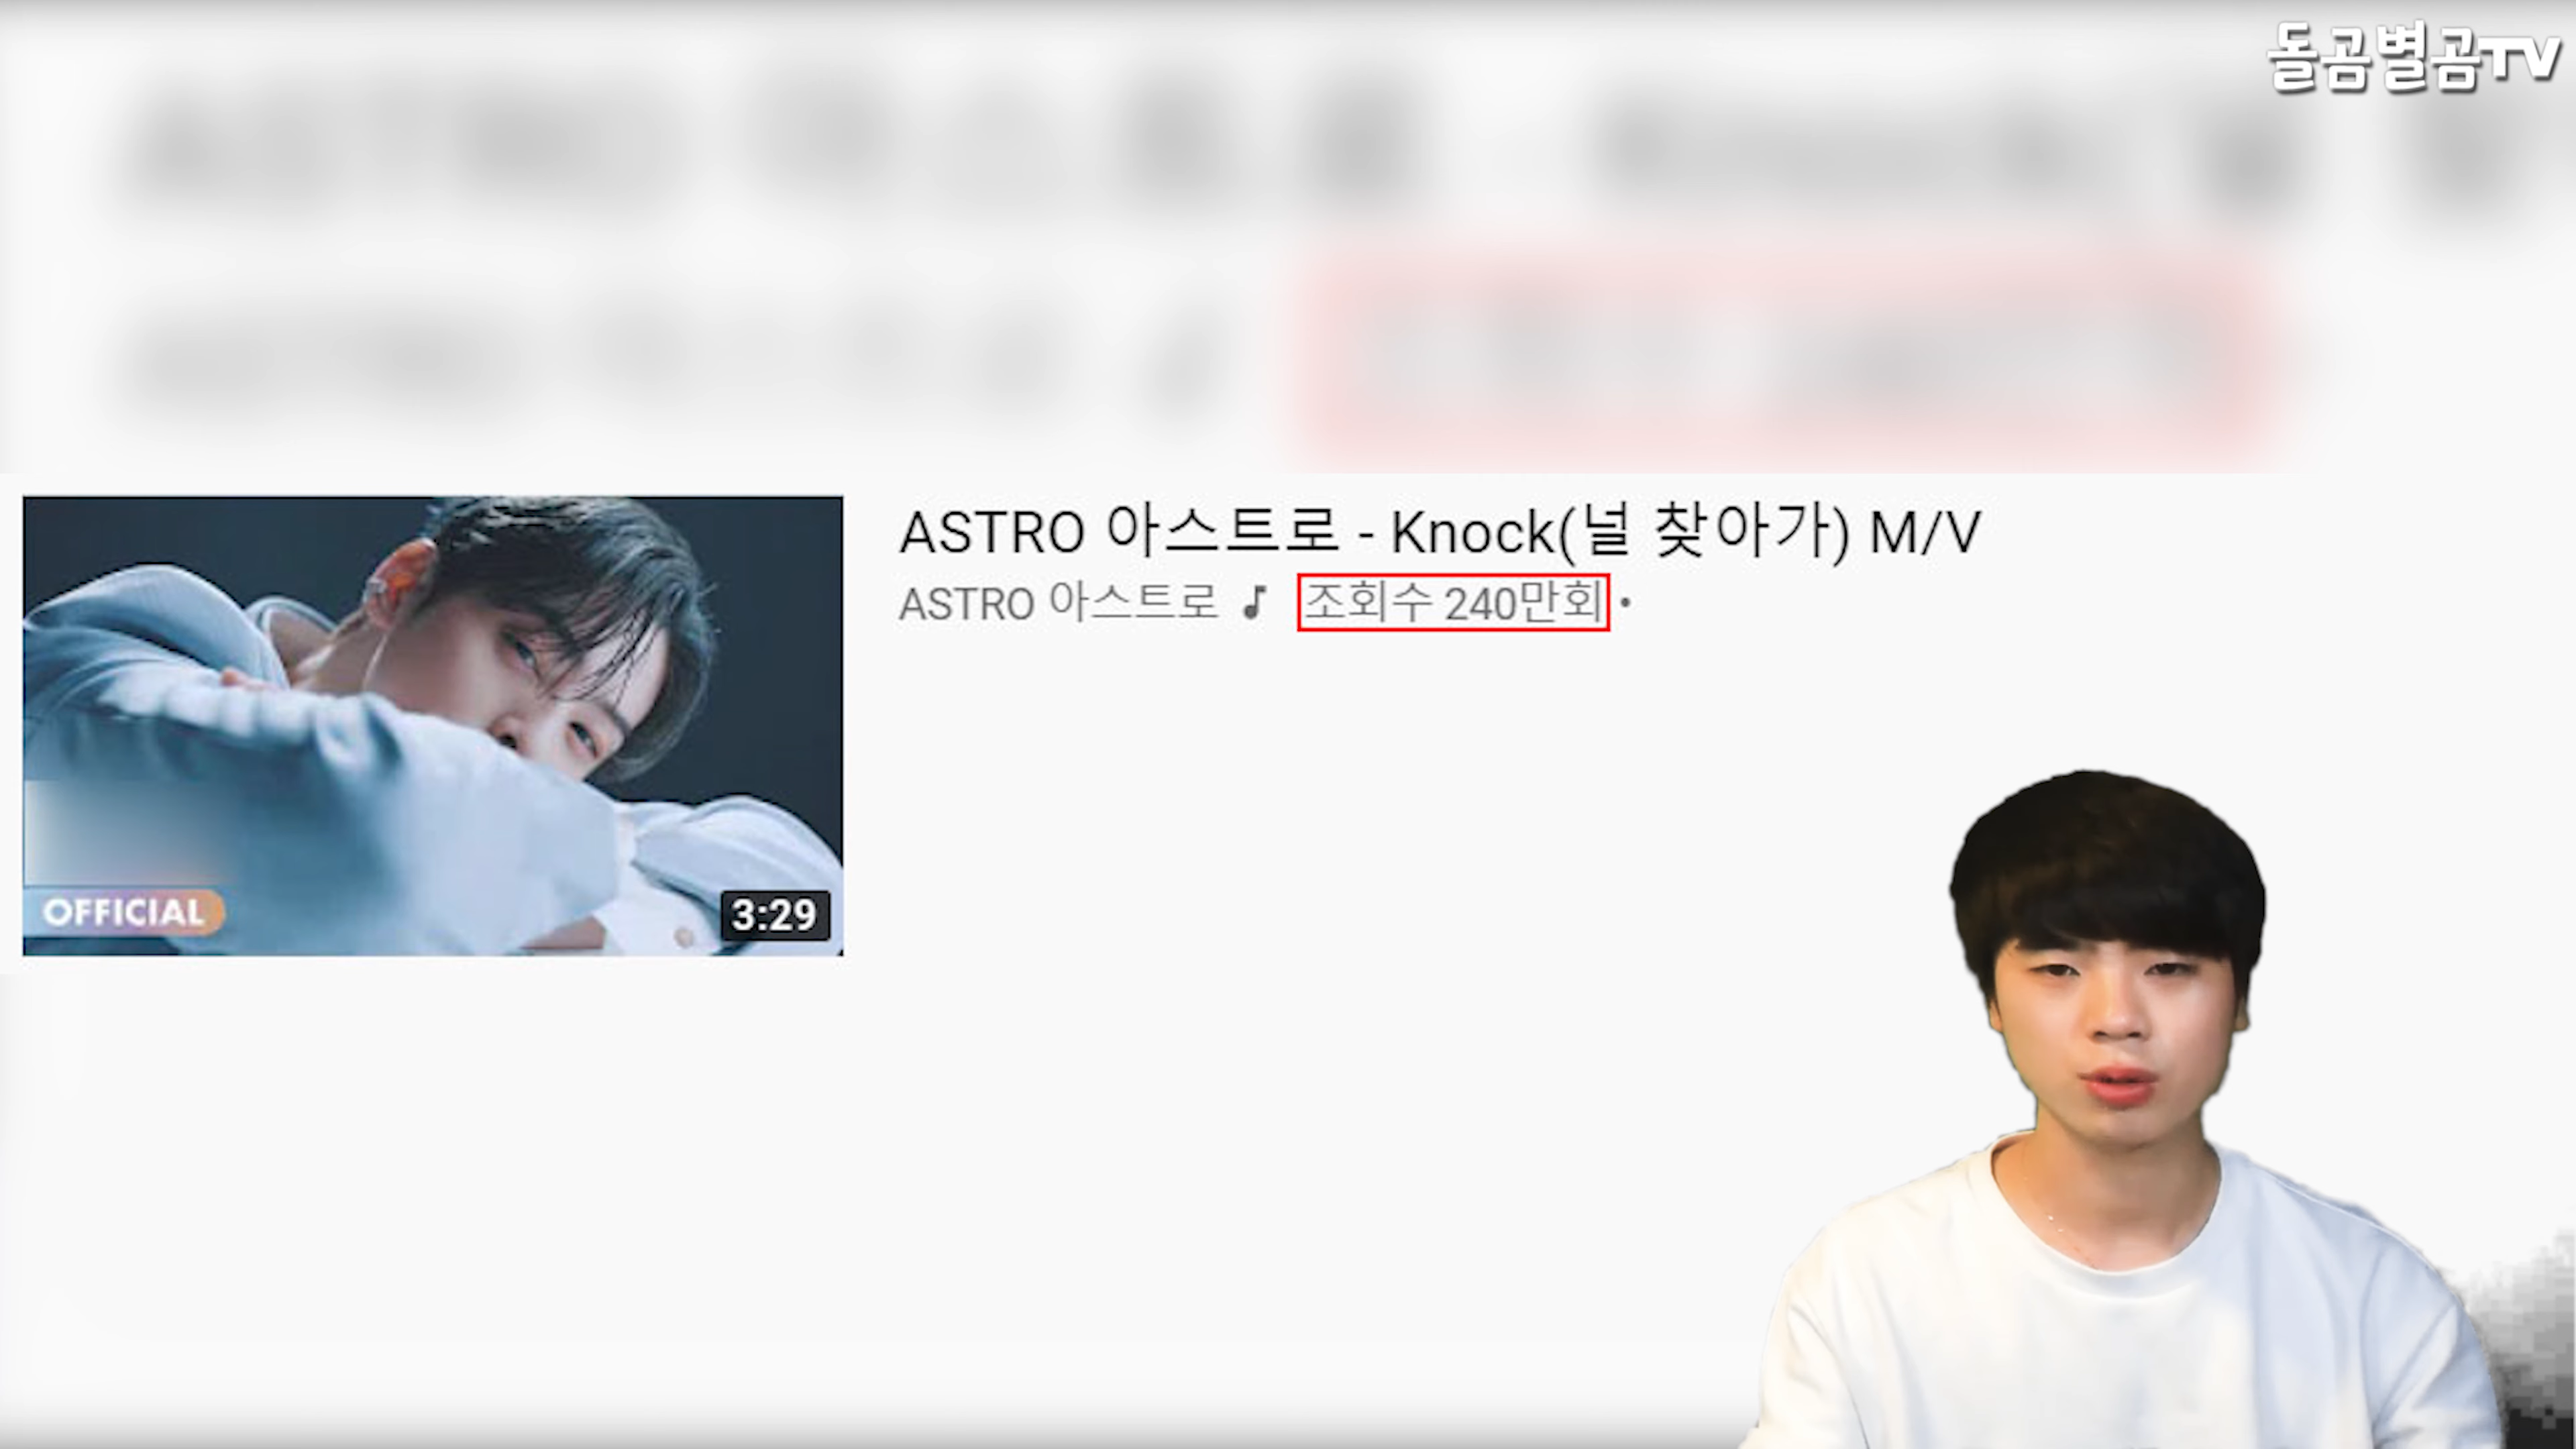 돌곰별곰TV
ASTRO 아스트로 - Knock(널 찾아가) M/V
ASTRO 아스트로 ♪ 조회수 240만회 •
OFFICIAL
3:29